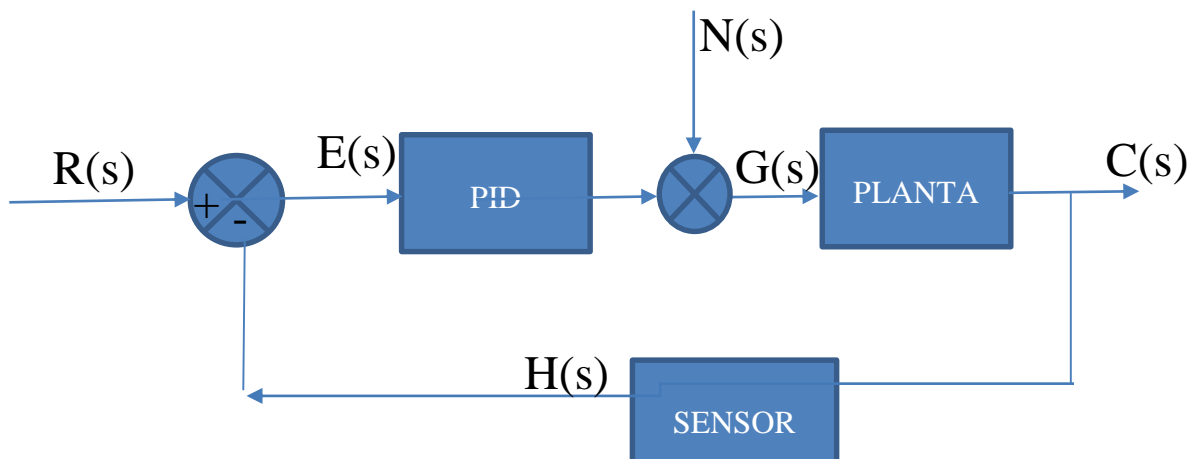 N(s)
R(s)
E(s)
G(s)
C(s)
+
-
PID
PLANTA
H(s)
SENSOR